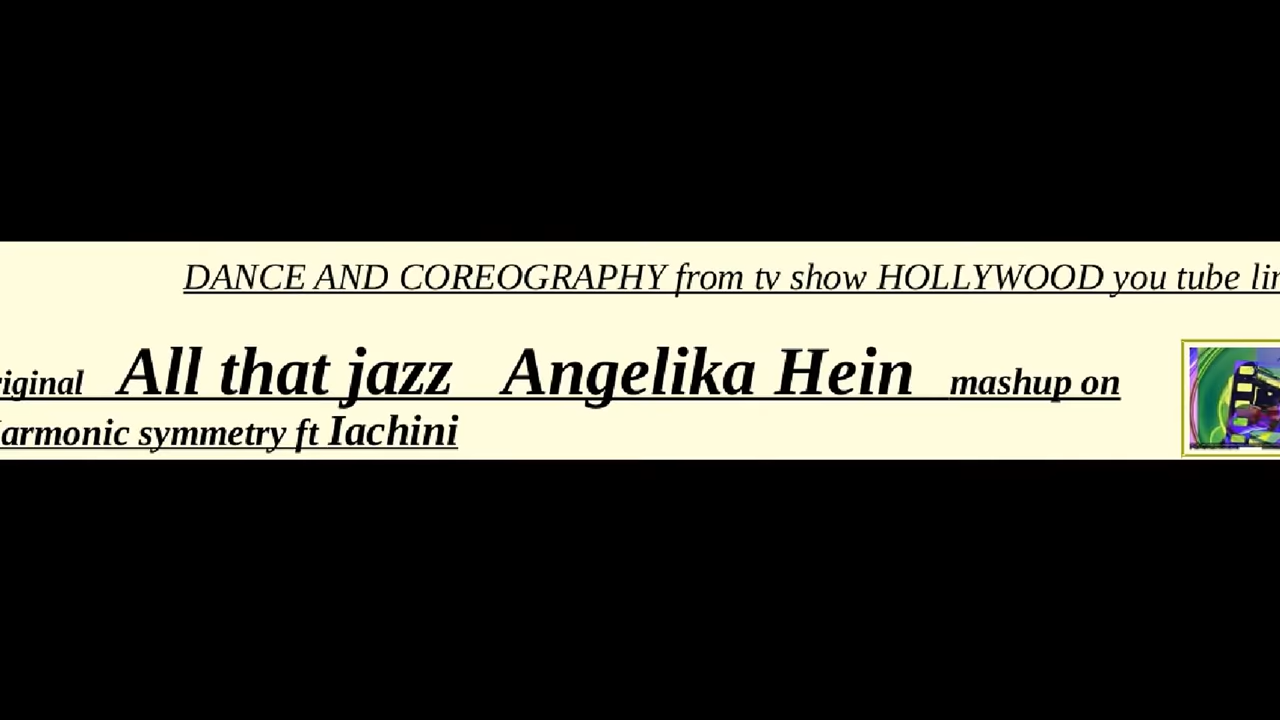 DANCE AND COREOGRAPHY from tv show HOLLYWOOD you tube
All that jazz Angelika Hein mashup on
symmetry ft Iachini